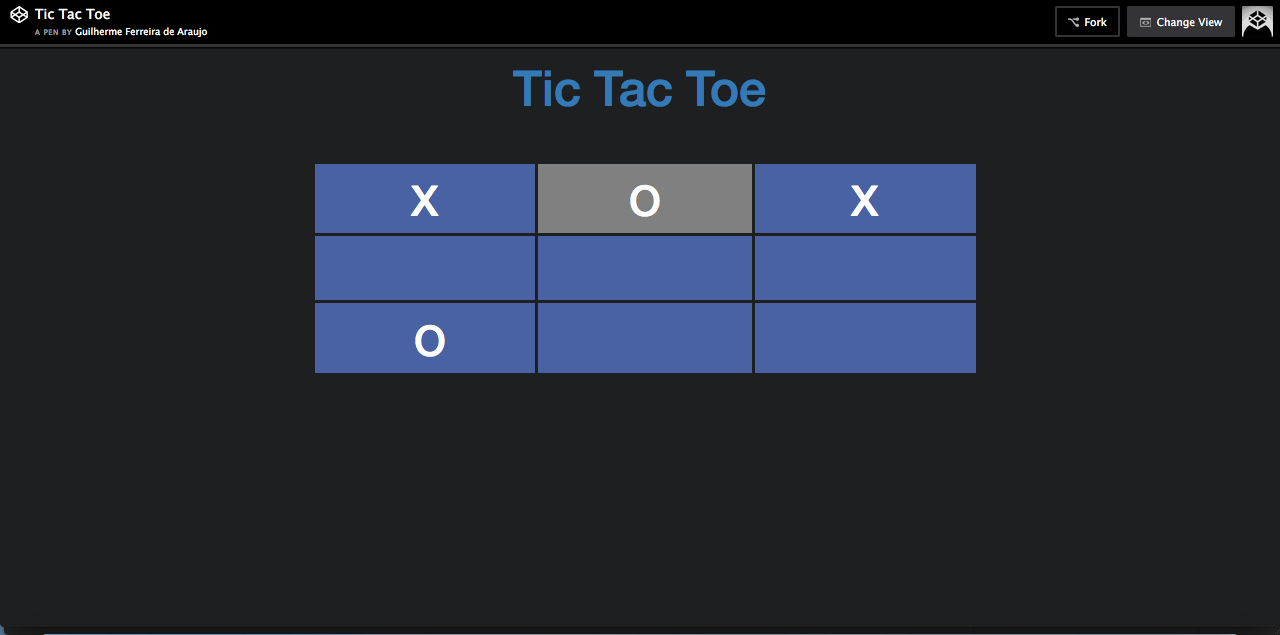 Tic Tac Toe
A PEN BY Guilherme Ferreira de Araujo
Fork
Change View
Tic Tac Toe
X O X
O